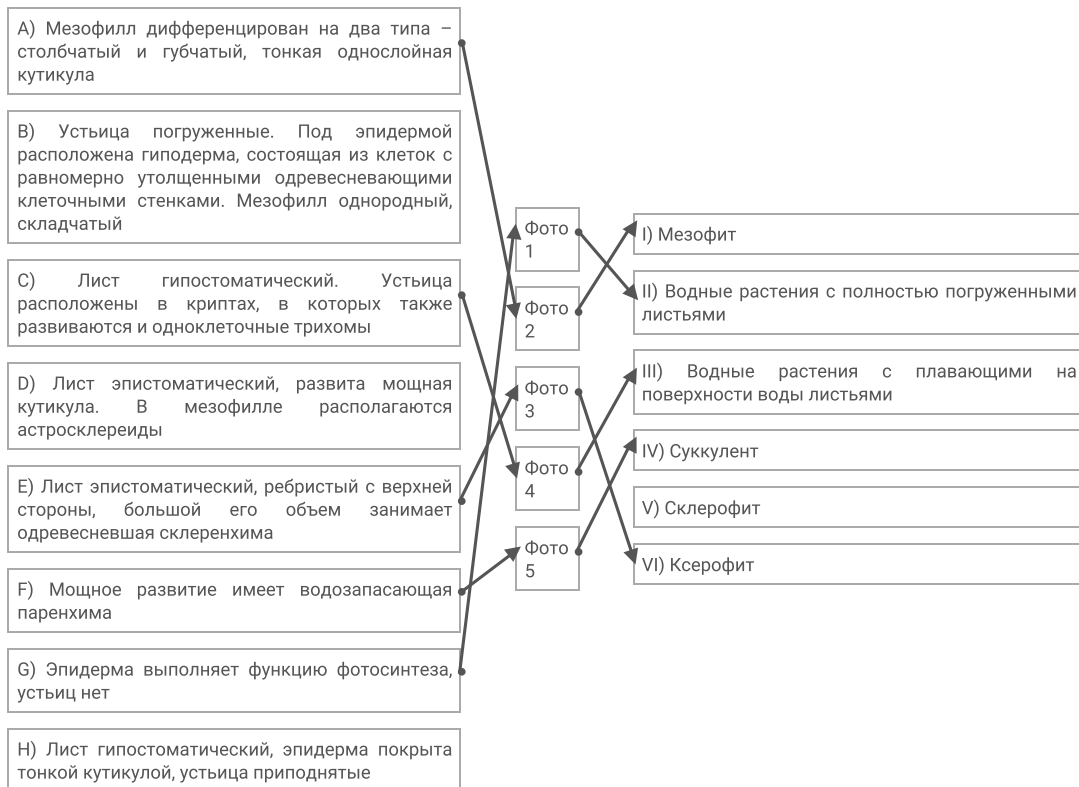 A) Мезофилл дифференцирован на два типа –
столбчатый и губчатый, тонкая однослойная
кутикула
B) Устьица погруженные. Под эпидермой
расположена гиподерма, состоящая из клеток с
равномерно утолщенными одревесневающими
клеточными стенками. Мезофилл однородный,
складчатый
C) Лист гипостоматический. Устьица
расположены в криптах, в которых также
развиваются и одноклеточные трихомы
D) Лист эпистоматический, развита мощная
кутикула. В мезофилле располагаются
астросклереиды
E) Лист эпистоматический, ребристый с верхней
стороны, большой его объем занимает
одревесневшая склеренхима
F) Мощное развитие имеет водозапасающая
паренхима
G) Эпидерма выполняет функцию фотосинтеза,
устьиц нет
H) Лист гипостоматический, эпидерма покрыта
тонкой кутикулой, устьица приподнятые
Фото
1
Фото
2
Фото
3
Фото
4
Фото
5
I) Мезофит
II) Водные растения с полностью погруженными
листьями
III) Водные растения с плавающими на
поверхности воды листьями
IV) Суккулент
V) Склерофит
VI) Ксерофит